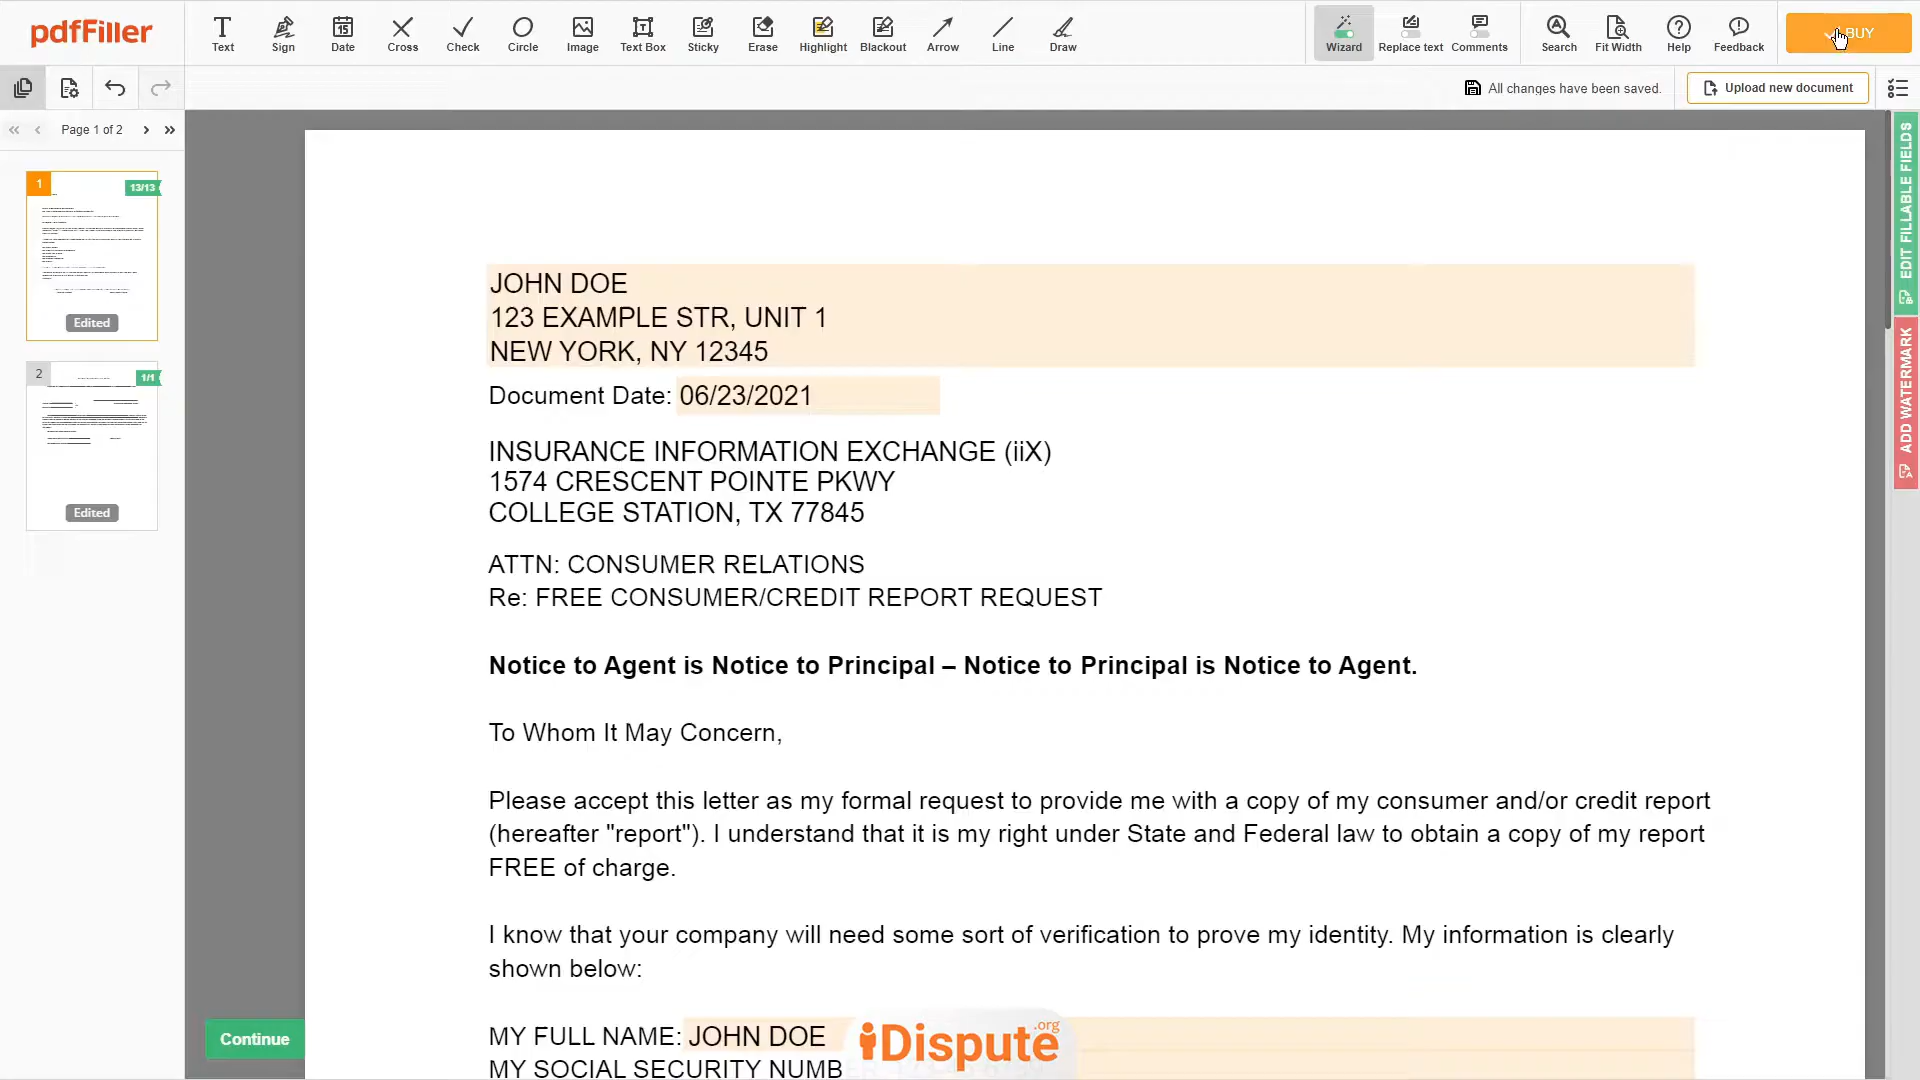 pdfFiller
Text
Sign
Date
Cross
Check
Circle
Image
Text Box
Sticky
Erase
Highlight
Blackout
Arrow
Line
Draw
Wizard
Replace text
Comments
Search
Fit Width
Help
Feedback
BUY
All changes have been saved.
Upload new document
Page 1 of 2
1
13/13
Edited
2
1/1
Edited
EDIT FILLABLE FIELDS
ADD WATERMARK
JOHN DOE
123 EXAMPLE STR, UNIT 1
NEW YORK, NY 12345
Document Date: 06/23/2021
INSURANCE INFORMATION EXCHANGE (iiX)
1574 CRESCENT POINTE PKWY
COLLEGE STATION, TX 77845
ATTN: CONSUMER RELATIONS
Re: FREE CONSUMER/CREDIT REPORT REQUEST
Notice to Agent is Notice to Principal – Notice to Principal is Notice to Agent.
To Whom It May Concern,
Please accept this letter as my formal request to provide me with a copy of my consumer and/or credit report
(hereafter "report"). I understand that it is my right under State and Federal law to obtain a copy of my report
FREE of charge.
I know that your company will need some sort of verification to prove my identity. My information is clearly
shown below:
MY FULL NAME: JOHN DOE
MY SOCIAL SECURITY NUMB
Continue
iDispute.org